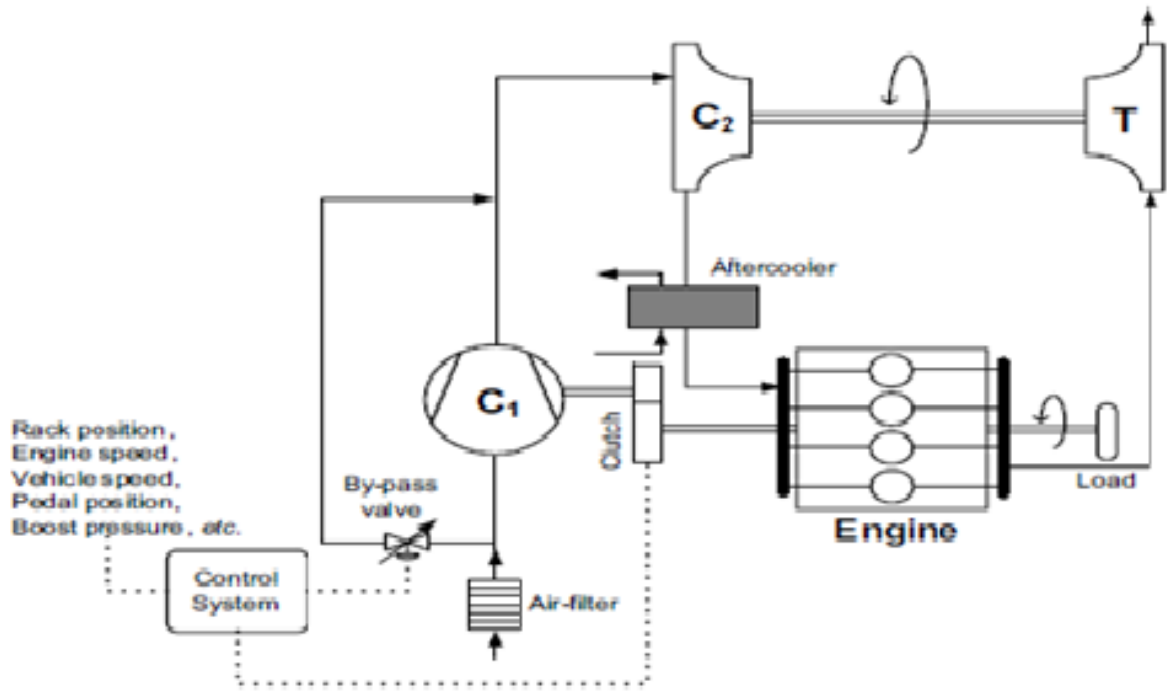 C₂
T
Aftercooler
C₁
Clutch
Rack position,
Engine speed,
Vehicle speed,
Pedal position,
Boost pressure, etc.
By-pass
valve
Load
Engine
Control
System
Air-filter